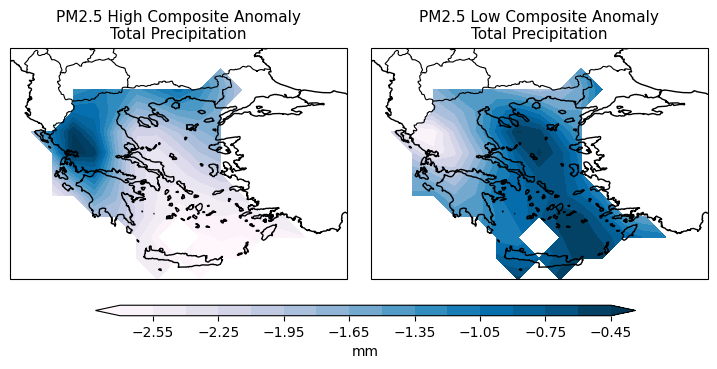 PM2.5 High Composite Anomaly
Total Precipitation
PM2.5 Low Composite Anomaly
Total Precipitation
−2.55 −2.25 −1.95 −1.65 −1.35 −1.05 −0.75 −0.45
mm